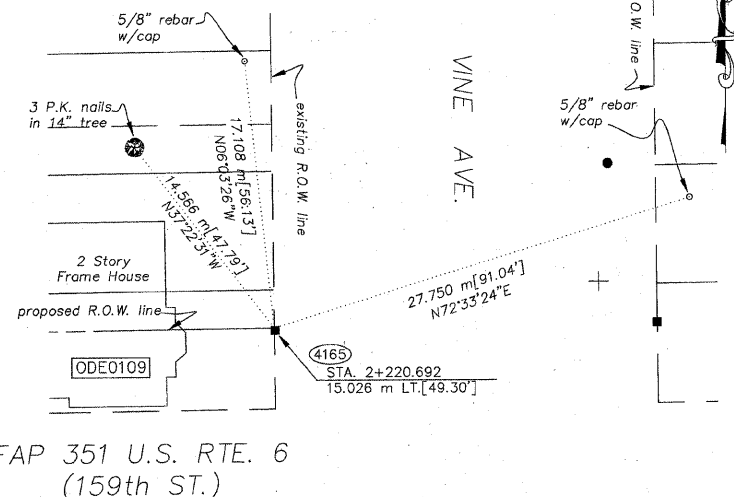 5/8" rebar
w/cap
O.W. line
3 P.K. nails
in 14" tree
VINE AVE.
5/8" rebar
w/cap
existing R.O.W. line
17.108 m[56.13']
N06°03'26"W
14.566 m[47.79']
N37°22'31"W
2 Story
Frame House
27.750 m[91.04']
N72°33'24"E
proposed R.O.W. line
4165
ODE0109
STA. 2+220.692
15.026 m LT.[49.30']
FAP 351 U.S. RTE. 6
(159th ST.)